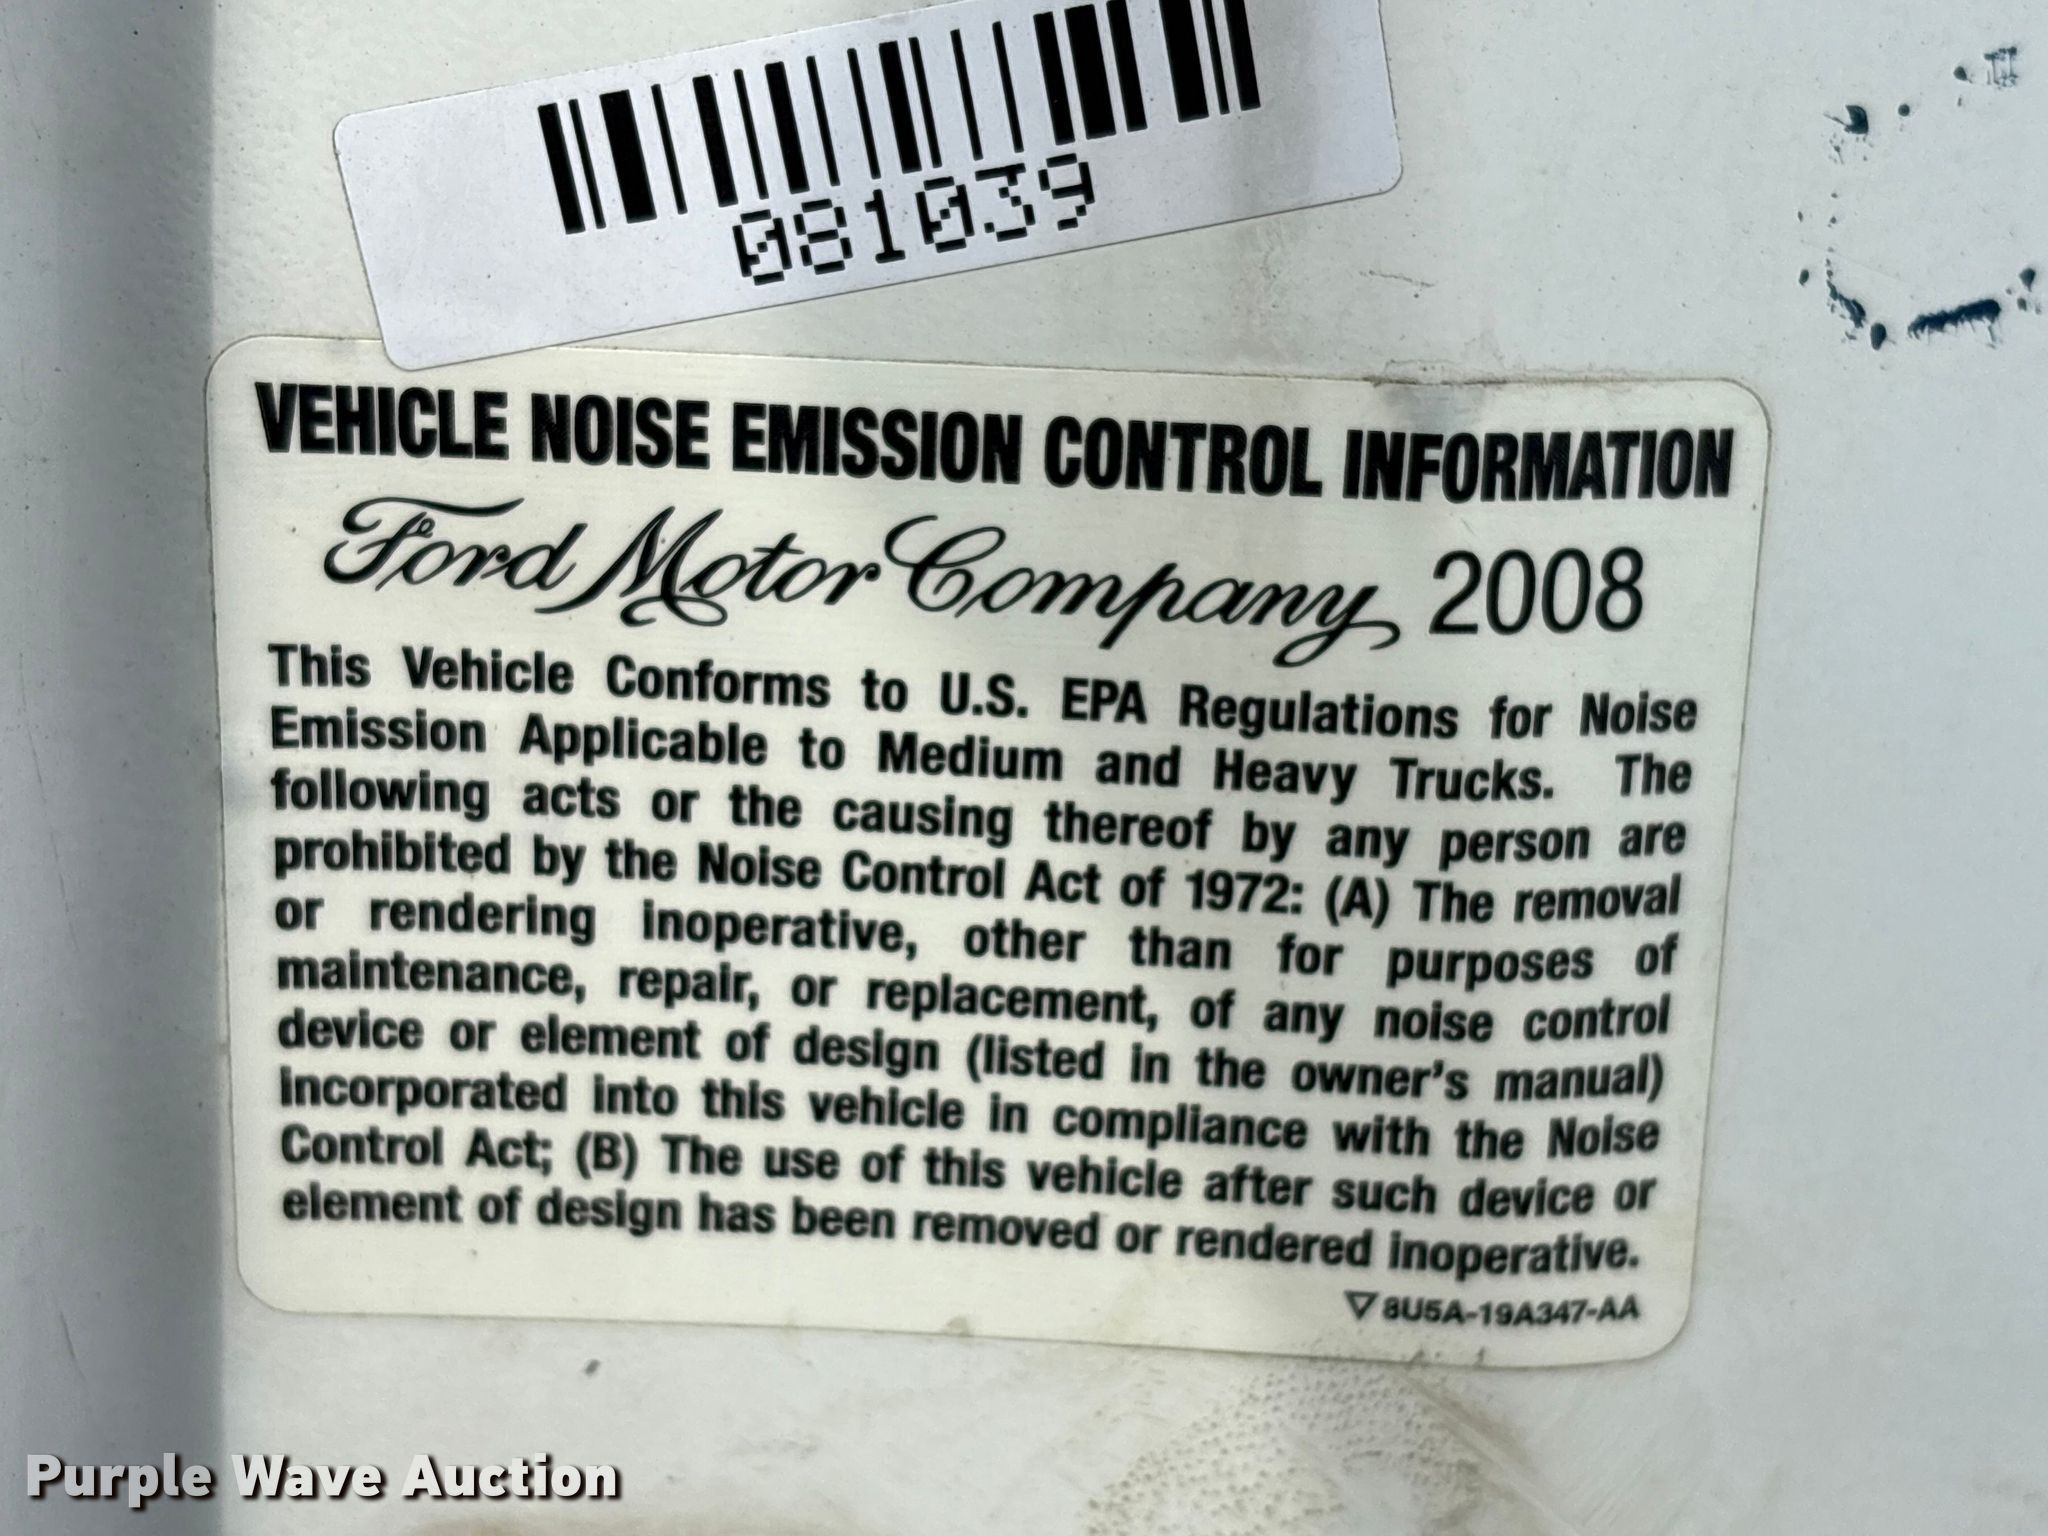 081039
VEHICLE NOISE EMISSION CONTROL INFORMATION
Ford Motor Company 2008
This Vehicle Conforms to U.S. EPA Regulations for Noise
Emission Applicable to Medium and Heavy Trucks. The
following acts or the causing thereof by any person are
prohibited by the Noise Control Act of 1972: (A) The removal
or rendering inoperative, other than for purposes of
maintenance, repair, or replacement, of any noise control
device or element of design (listed in the owner's manual)
incorporated into this vehicle in compliance with the Noise
Control Act; (B) The use of this vehicle after such device or
element of design has been removed or rendered inoperative.
▽ 8U5A-19A347-AA
Purple Wave Auction